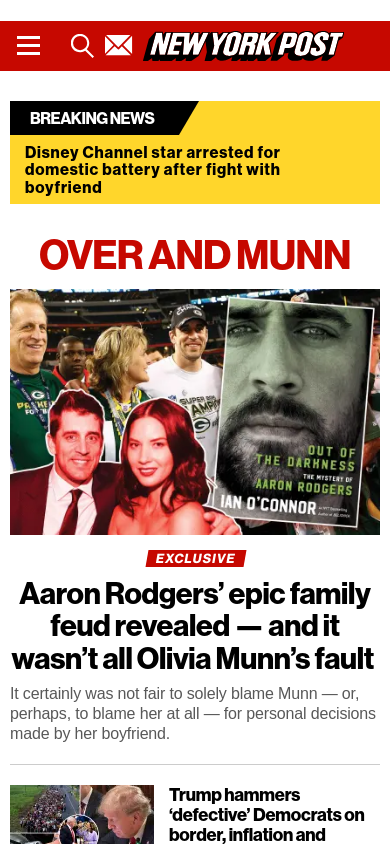 NEW YORK POST
BREAKING NEWS
Disney Channel star arrested for
domestic battery after fight with
boyfriend
OVER AND MUNN
SUPER BOWL
OUT OF
THE DARKNESS
THE MYSTERY OF
AARON RODGERS
IAN O'CONNOR
EXCLUSIVE
Aaron Rodgers’ epic family
feud revealed — and it
wasn’t all Olivia Munn’s fault
It certainly was not fair to solely blame Munn — or,
perhaps, to blame her at all — for personal decisions
made by her boyfriend.
Trump hammers
‘defective’ Democrats on
border, inflation and